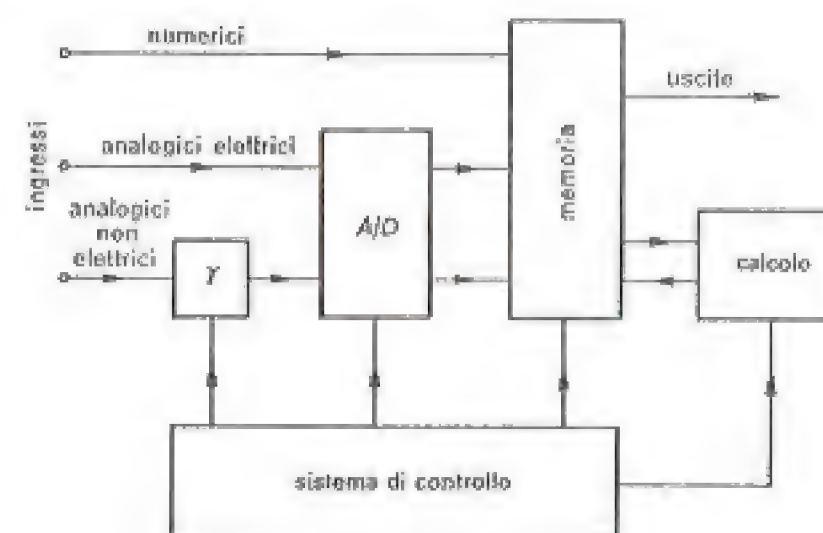 numerici
uscite
ingressi
analogici elettrici
memoria
analogici
non
elettrici
A/D
γ
calcolo
sistema di controllo